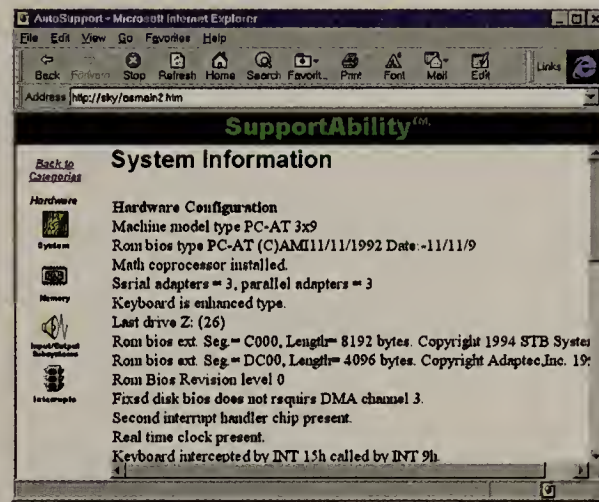 AutoSupport - Microsoft Internet Explorer
File Edit View Go Favorites Help
Back Forward Stop Refresh Home Search Favorit... Print Font Mail Edit Links
Address http://sky/asmain2.htm
SupportAbility
Back to Categories
Hardware
System
Memory
Input/Output Subsystems
Interrupts
System Information
Hardware Configuration
Machine model type PC-AT 3x9
Rom bios type PC-AT (C)AMI11/11/1992 Date:-11/11/9
Math coprocessor installed.
Serial adapters = 3, parallel adapters = 3
Keyboard is enhanced type.
Last drive Z: (26)
Rom bios ext. Seg.= C000, Length= 8192 bytes. Copyright 1994 STB System
Rom bios ext. Seg.= DC00, Length= 4096 bytes. Copyright Adaptec,Inc. 19
Rom Bios Revision level 0
Fixed disk bios does not require DMA channel 3.
Second interrupt handler chip present.
Real time clock present.
Keyboard intercepted by INT 15h called by INT 9h